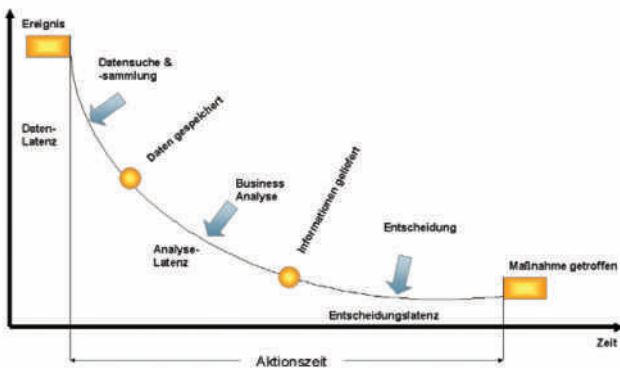 Ereignis
Datensuche &
-sammlung
Daten gespeichert
Daten-
Latenz
Business
Analyse
Informationen geliefert
Analyse-
Latenz
Entscheidung
Maßnahme getroffen
Entscheidungslatenz
Zeit
Aktionszeit